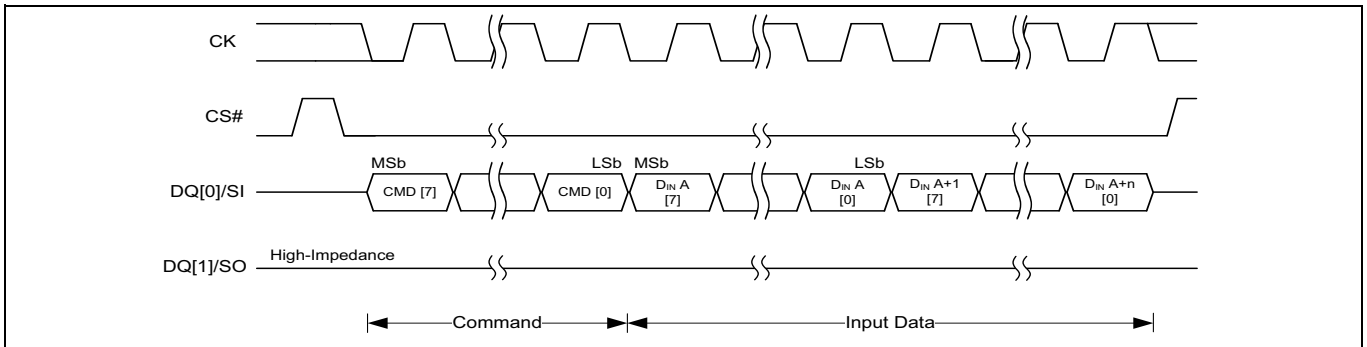 CK
CS#
MSb LSb MSb LSb
DQ[0]/SI CMD [7] CMD [0] DIN A [7] DIN A [0] DIN A+1 [7] DIN A+n [0]
High-Impedance
DQ[1]/SO
Command Input Data